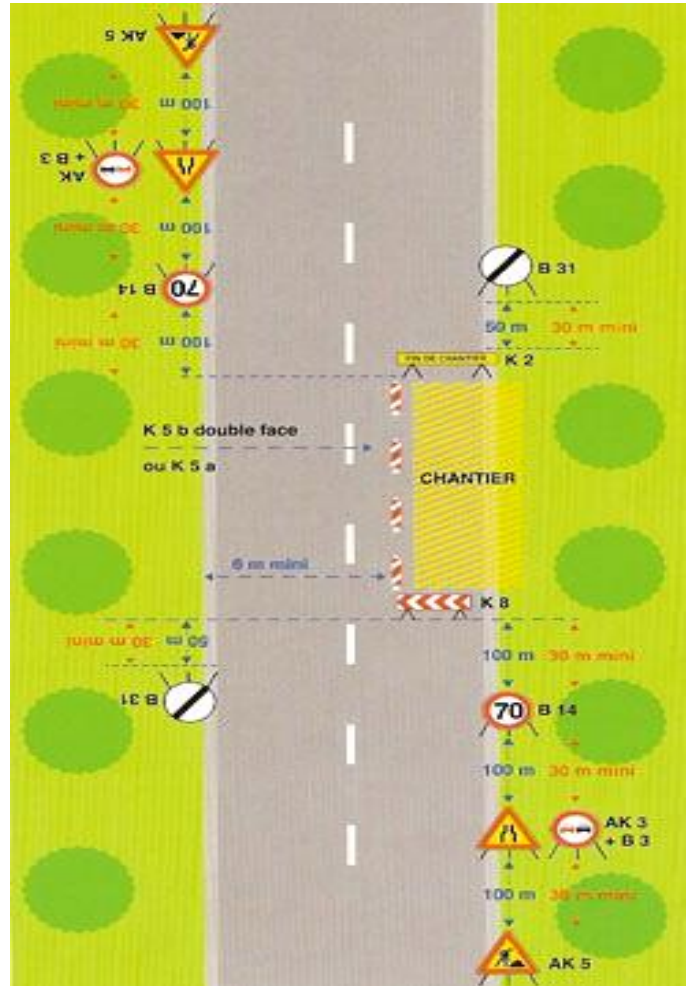 AK 5
100 m 30 m mini
AK 3
+ B 3
100 m 30 m mini
70 B 14
100 m 30 m mini
B 31
50 m 30 m mini
FIN DE CHANTIER K 2
K 5 b double face
ou K 5 a
CHANTIER
6 m mini
K 8
50 m 30 m mini
B 31
100 m 30 m mini
70 B 14
100 m 30 m mini
AK 3
+ B 3
100 m 30 m mini
AK 5